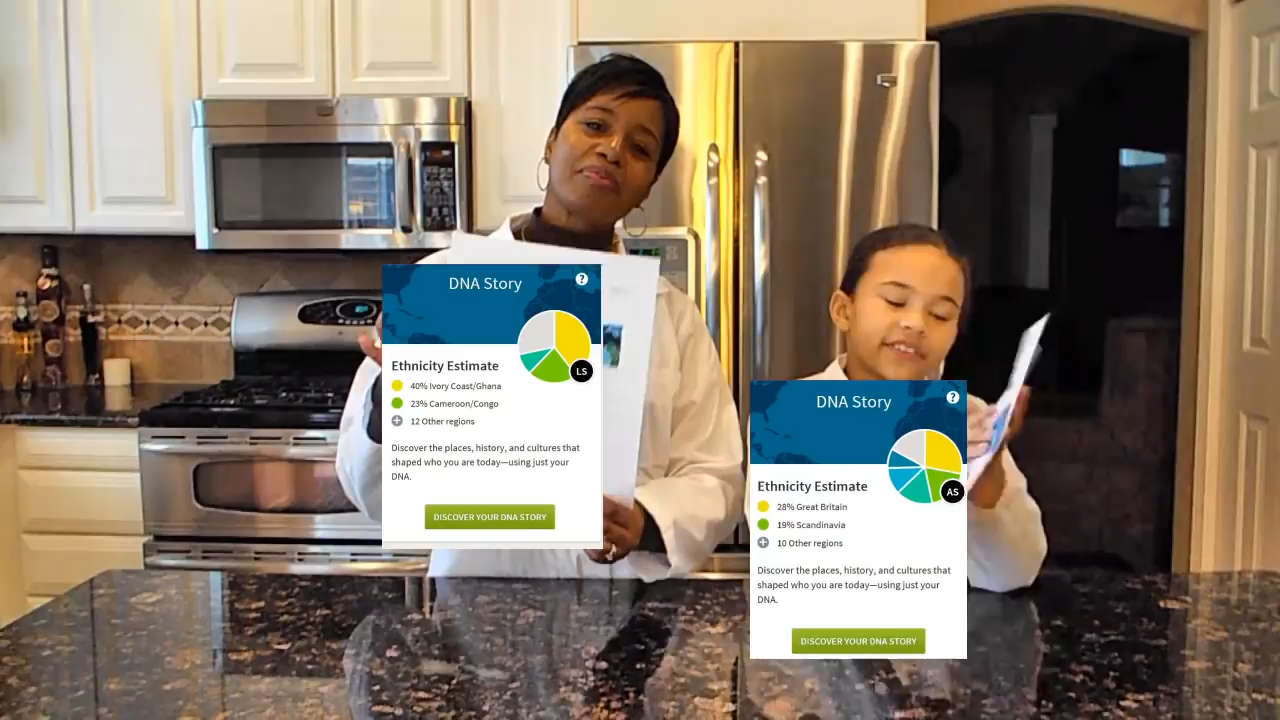 DNA Story
?
LS
Ethnicity Estimate
40% Ivory Coast/Ghana
23% Cameroon/Congo
12 Other regions
Discover the places, history, and cultures that
shaped who you are today—using just your
DNA.
DISCOVER YOUR DNA STORY
DNA Story
?
AS
Ethnicity Estimate
28% Great Britain
19% Scandinavia
10 Other regions
Discover the places, history, and cultures that
shaped who you are today—using just your
DNA.
DISCOVER YOUR DNA STORY